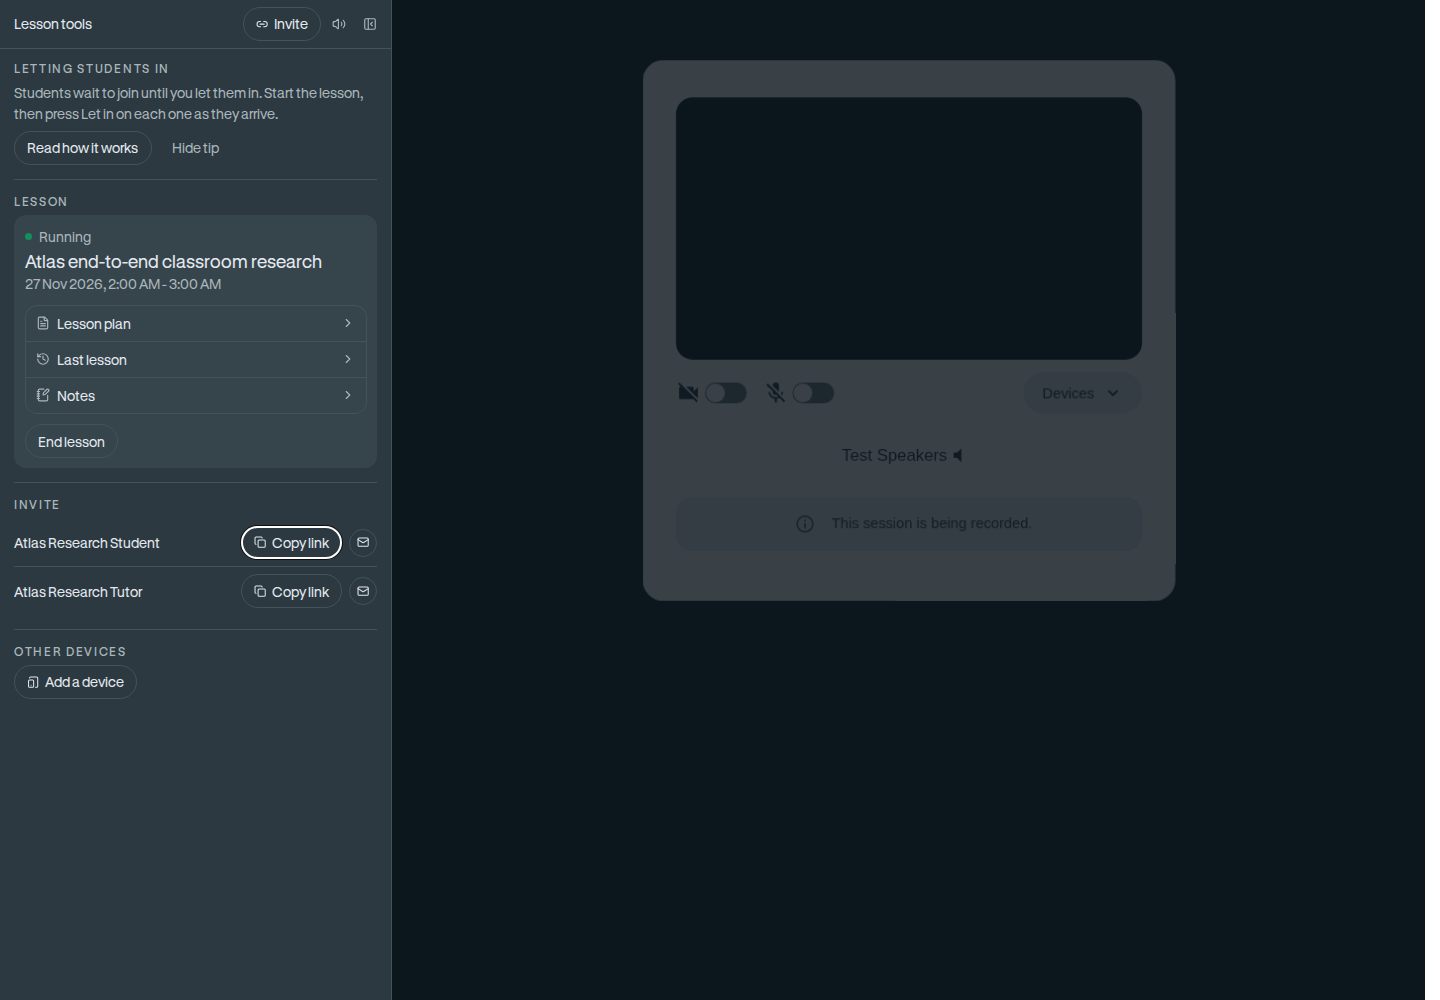 Lesson tools
Invite
LETTING STUDENTS IN
Students wait to join until you let them in. Start the lesson,
then press Let in on each one as they arrive.
Read how it works
Hide tip
LESSON
Running
Atlas end-to-end classroom research
27 Nov 2026, 2:00 AM - 3:00 AM
Lesson plan
Last lesson
Notes
End lesson
INVITE
Atlas Research Student
Copy link
Atlas Research Tutor
Copy link
OTHER DEVICES
Add a device
Devices
Test Speakers
This session is being recorded.